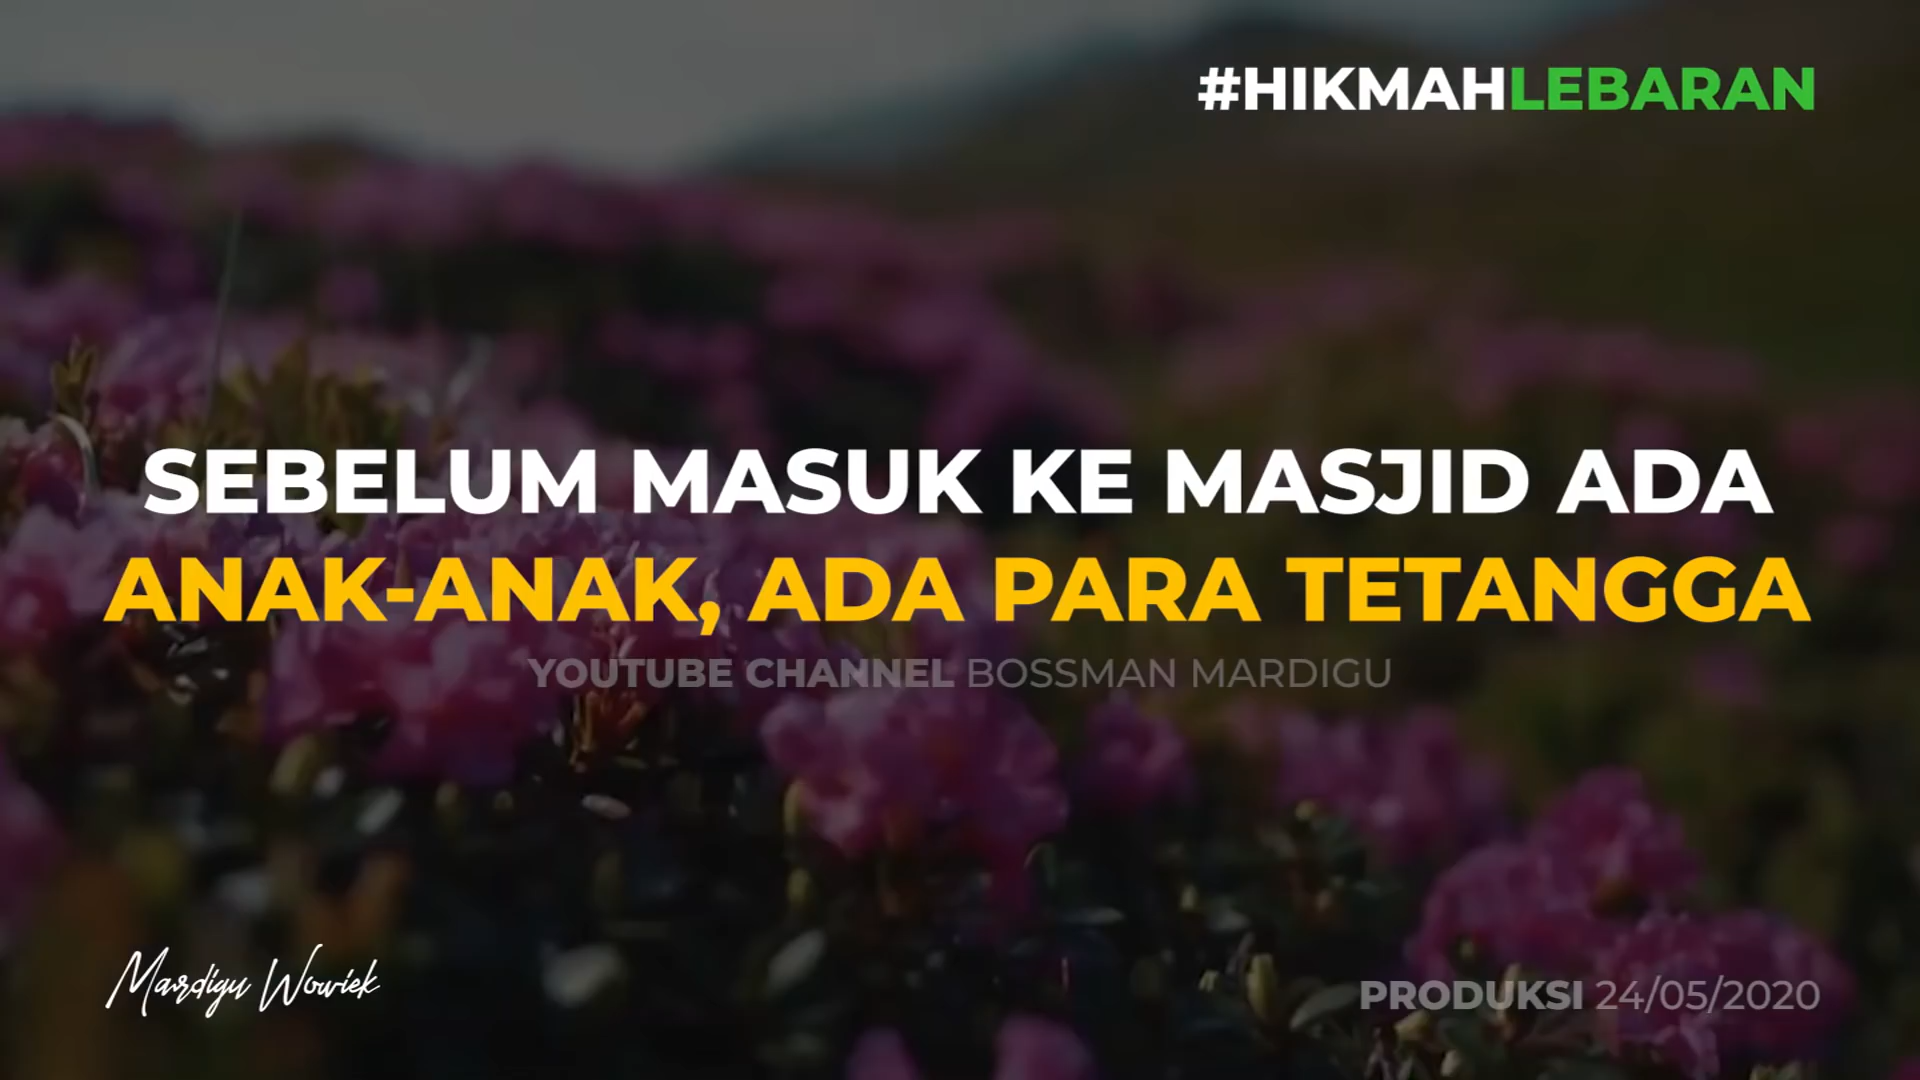 #HIKMAHLEBARAN
SEBELUM MASUK KE MASJID ADA
ANAK-ANAK, ADA PARA TETANGGA
YOUTUBE CHANNEL BOSSMAN MARDIGU
Mardigu Wowiek
PRODUKSI 24/05/2020